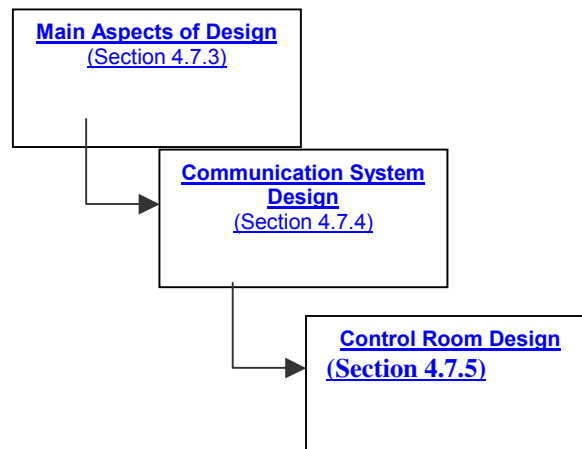 Main Aspects of Design
(Section 4.7.3)
Communication System
Design
(Section 4.7.4)
Control Room Design
(Section 4.7.5)